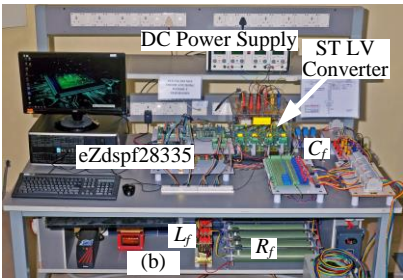 DC Power Supply
ST LV
Converter
eZdspf28335
C_f
L_f
R_f
(b)